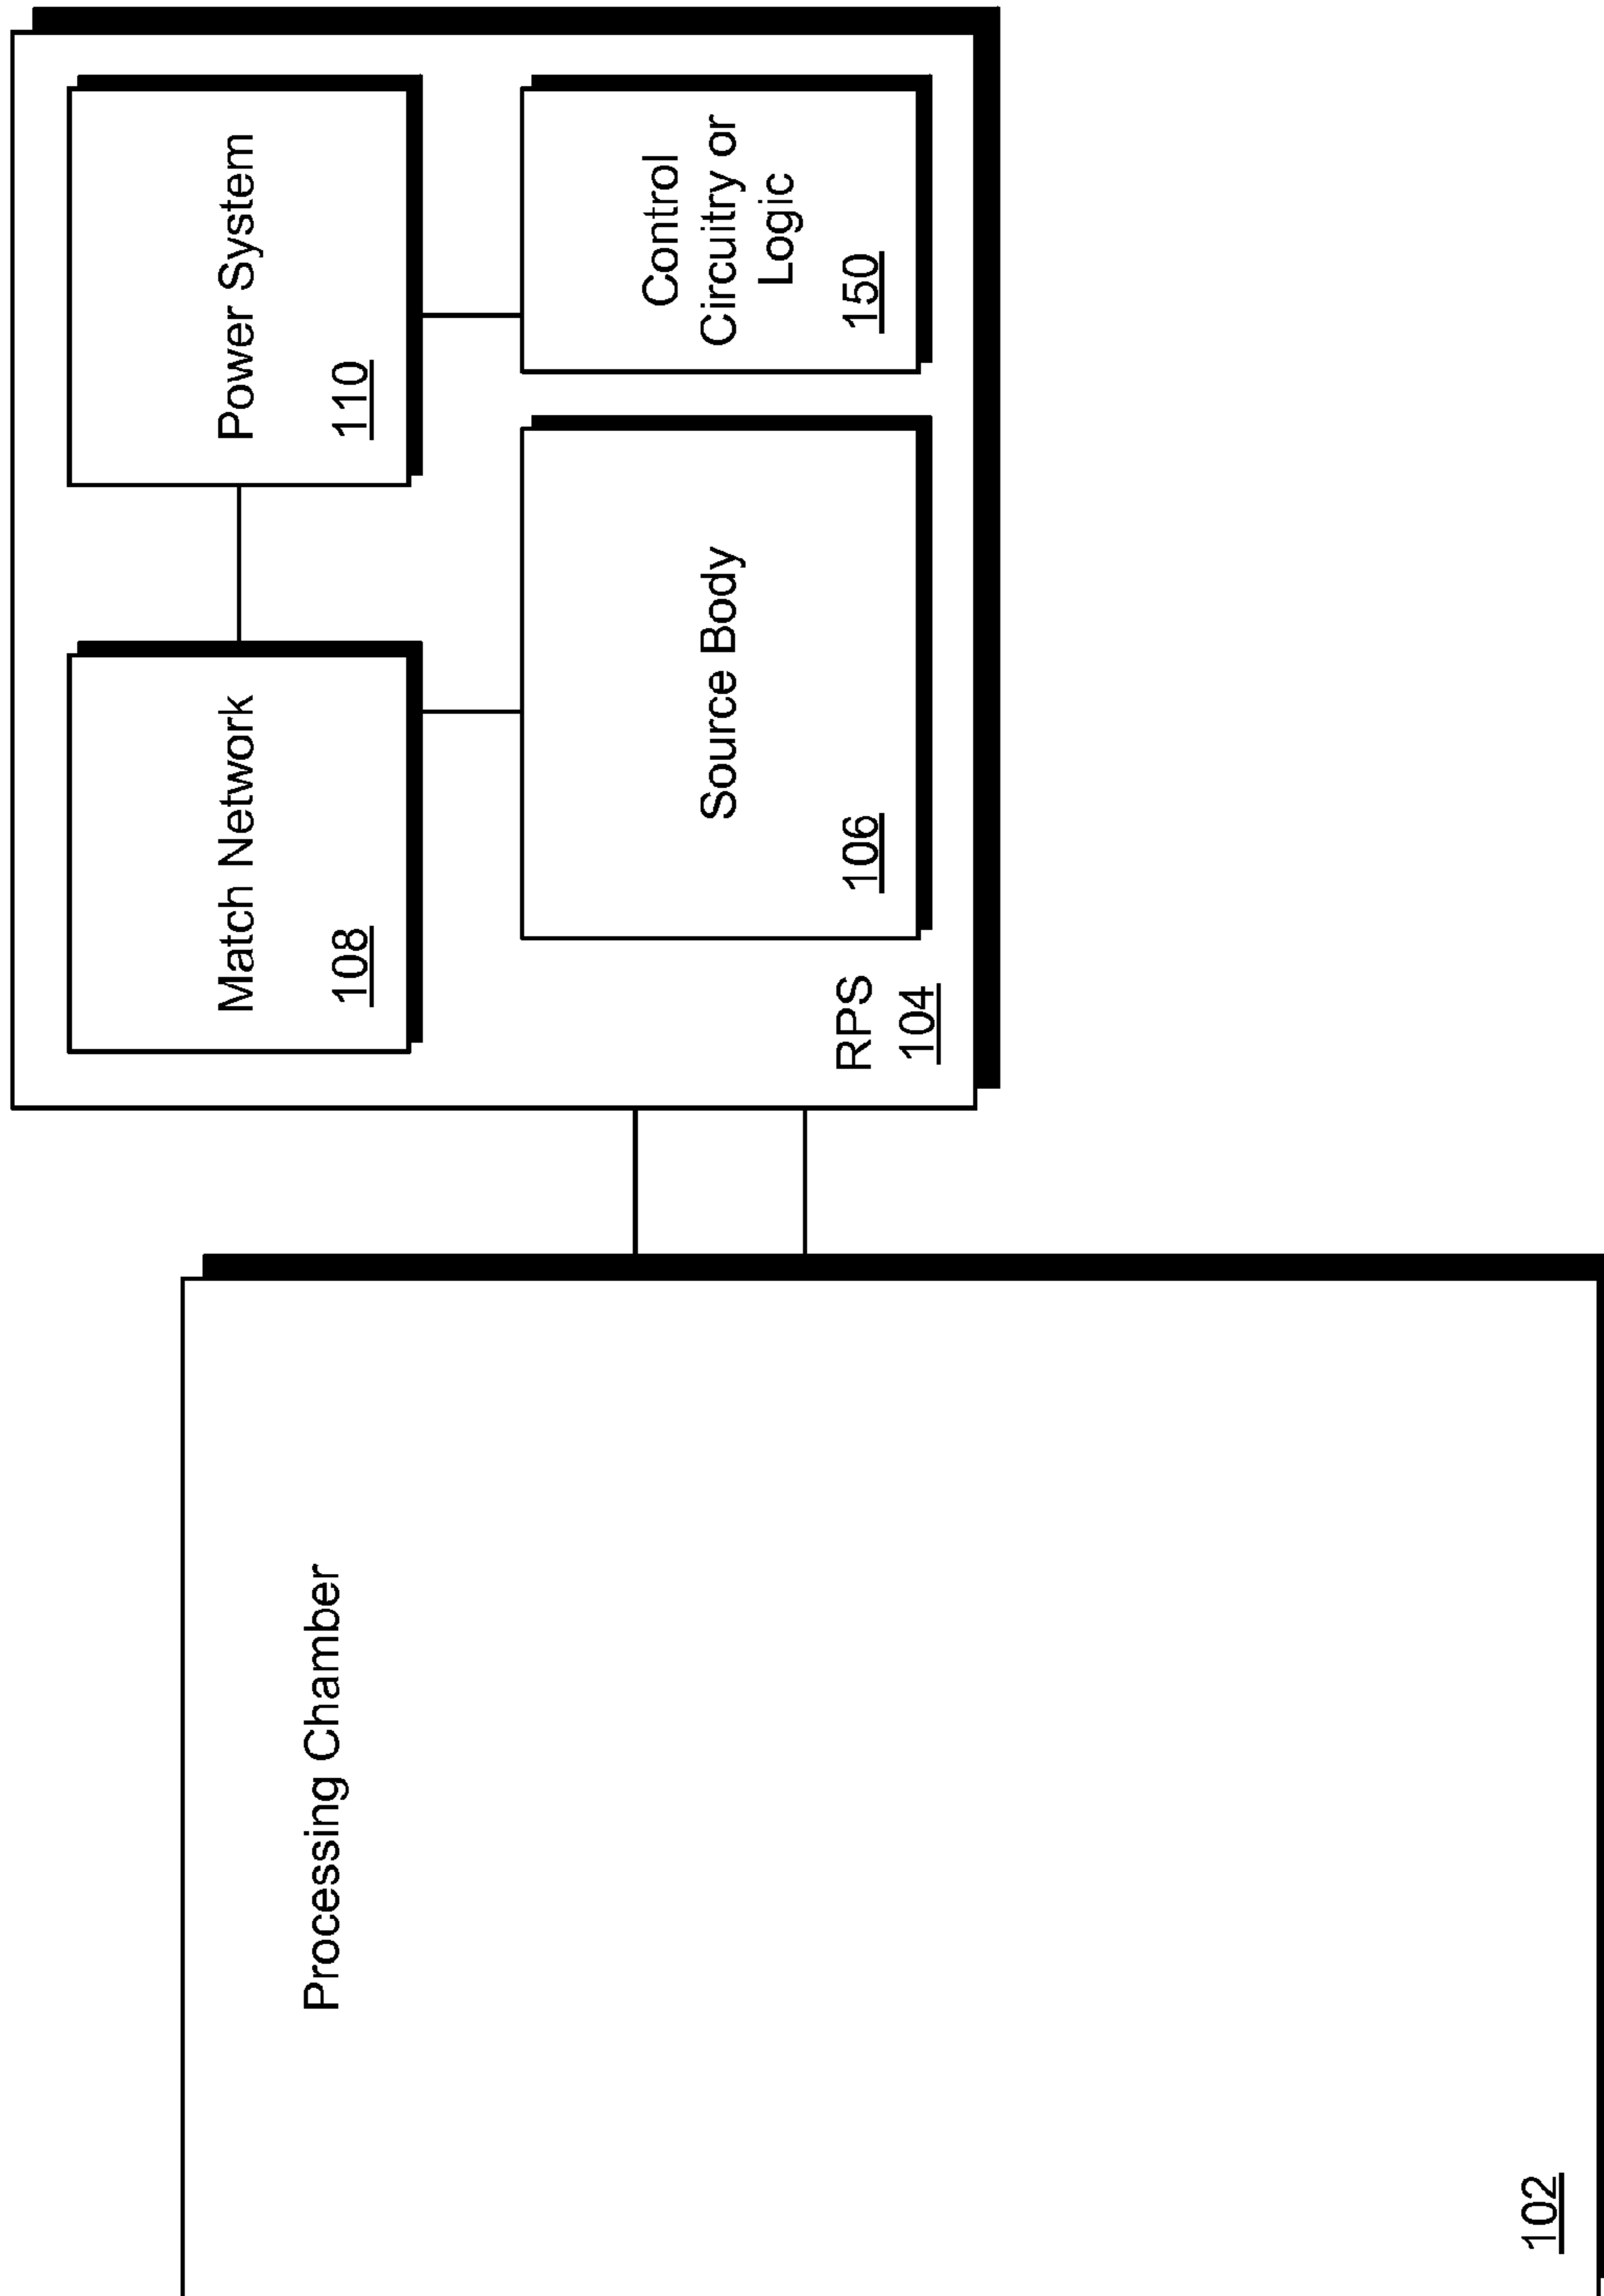 Processing Chamber
102
Match Network
108
Power System
110
Source Body
106
Control
Circuitry or
Logic
150
RPS
104